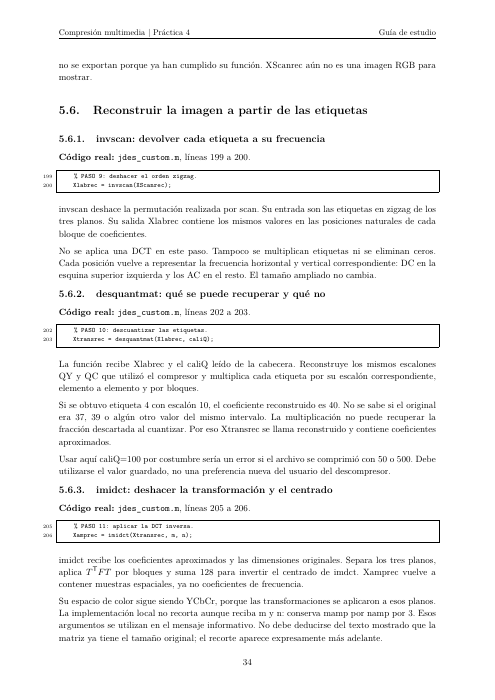 Compresión multimedia | Práctica 4
Guía de estudio
no se exportan porque ya han cumplido su función. XScanrec aún no es una imagen RGB para
mostrar.
5.6. Reconstruir la imagen a partir de las etiquetas
5.6.1. invscan: devolver cada etiqueta a su frecuencia
Código real: jdes_custom.m, líneas 199 a 200.
199 % PASO 9: deshacer el orden zigzag.
200 Xlabrec = invscan(XScanrec);
invscan deshace la permutación realizada por scan. Su entrada son las etiquetas en zigzag de los
tres planos. Su salida Xlabrec contiene los mismos valores en las posiciones naturales de cada
bloque de coeficientes.
No se aplica una DCT en este paso. Tampoco se multiplican etiquetas ni se eliminan ceros.
Cada posición vuelve a representar la frecuencia horizontal y vertical correspondiente: DC en la
esquina superior izquierda y los AC en el resto. El tamaño ampliado no cambia.
5.6.2. desquantmat: qué se puede recuperar y qué no
Código real: jdes_custom.m, líneas 202 a 203.
202 % PASO 10: descuantizar las etiquetas.
203 Xtransrec = desquantmat(Xlabrec, caliQ);
La función recibe Xlabrec y el caliQ leído de la cabecera. Reconstruye los mismos escalones
QY y QC que utilizó el compresor y multiplica cada etiqueta por su escalón correspondiente,
elemento a elemento y por bloques.
Si se obtuvo etiqueta 4 con escalón 10, el coeficiente reconstruido es 40. No se sabe si el original
era 37, 39 o algún otro valor del mismo intervalo. La multiplicación no puede recuperar la
fracción descartada al cuantizar. Por eso Xtransrec se llama reconstruido y contiene coeficientes
aproximados.
Usar aquí caliQ=100 por costumbre sería un error si el archivo se comprimió con 50 o 500. Debe
utilizarse el valor guardado, no una preferencia nueva del usuario del descompresor.
5.6.3. imidct: deshacer la transformación y el centrado
Código real: jdes_custom.m, líneas 205 a 206.
205 % PASO 11: aplicar la DCT inversa.
206 Xamprec = imidct(Xtransrec, m, n);
imidct recibe los coeficientes aproximados y las dimensiones originales. Separa los tres planos,
aplica TᵀFT por bloques y suma 128 para invertir el centrado de imdct. Xamprec vuelve a
contener muestras espaciales, ya no coeficientes de frecuencia.
Su espacio de color sigue siendo YCbCr, porque las transformaciones se aplicaron a esos planos.
La implementación local no recorta aunque reciba m y n: conserva mamp por namp por 3. Esos
argumentos se utilizan en el mensaje informativo. No debe deducirse del texto mostrado que la
matriz ya tiene el tamaño original; el recorte aparece expresamente más adelante.
34